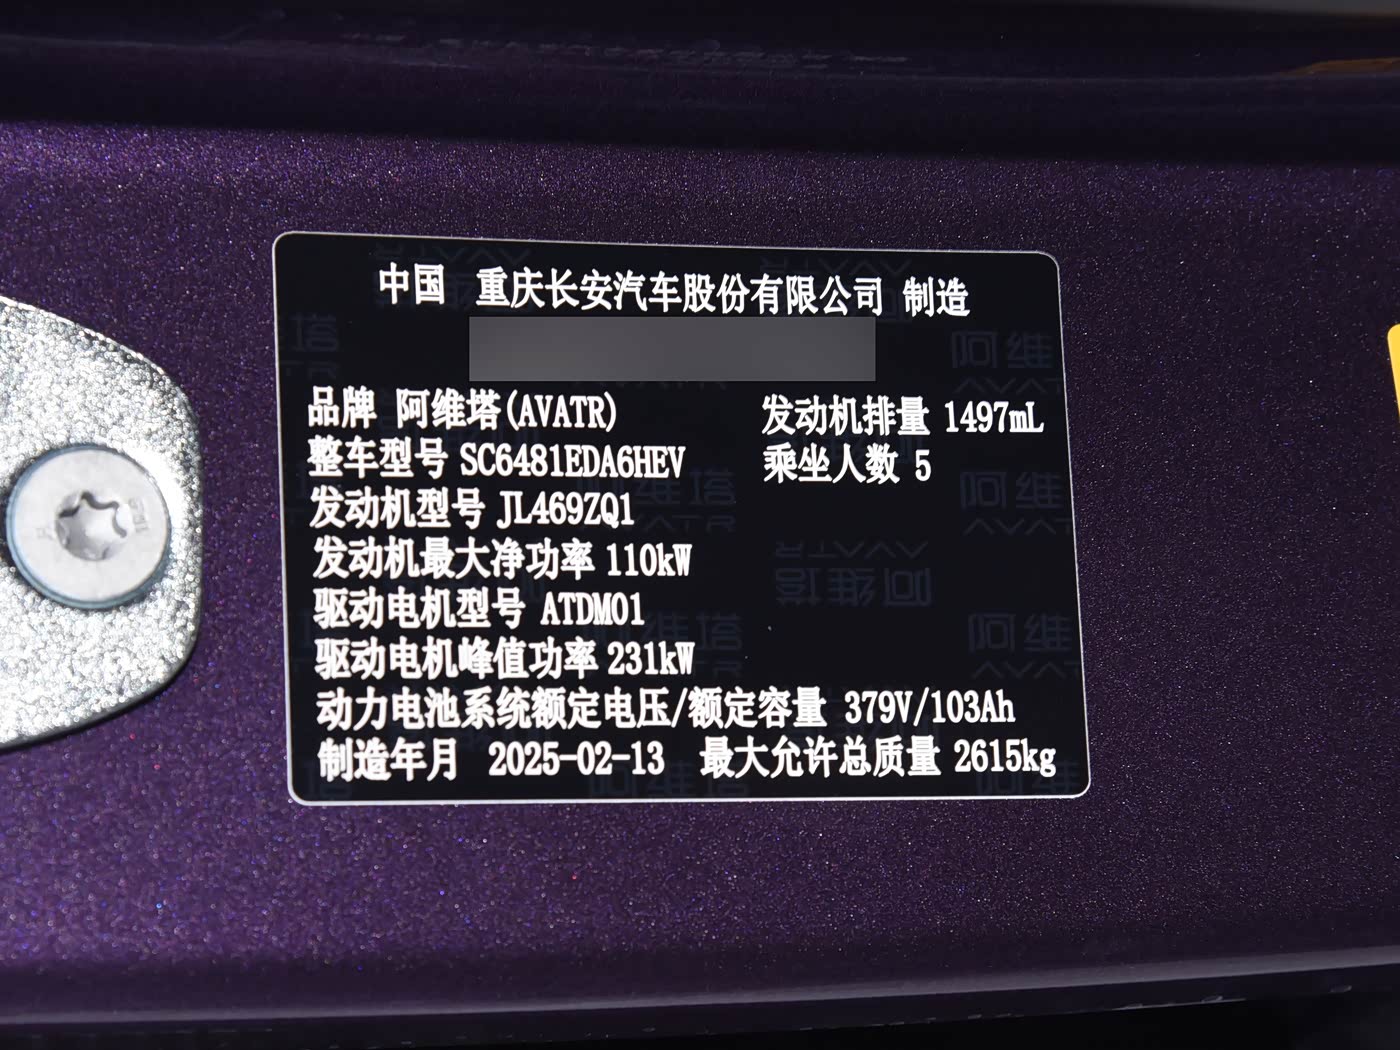 中国 重庆长安汽车股份有限公司 制造
品牌 阿维塔(AVATR) 发动机排量 1497mL
整车型号 SC6481EDA6HEV 乘坐人数 5
发动机型号 JL469ZQ1
发动机最大净功率 110kW
驱动电机型号 ATDM01
驱动电机峰值功率 231kW
动力电池系统额定电压/额定容量 379V/103Ah
制造年月 2025-02-13 最大允许总质量 2615kg